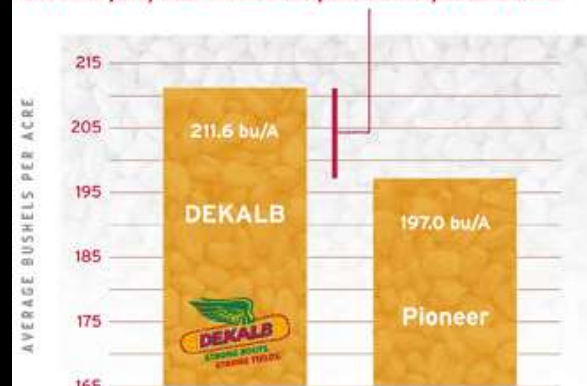 215
205
195
185
175
165
AVERAGE BUSHELS PER ACRE
211.6 bu/A
DEKALB
DEKALB
STRONG ROOTS.
STRONG YIELDS.
197.0 bu/A
Pioneer